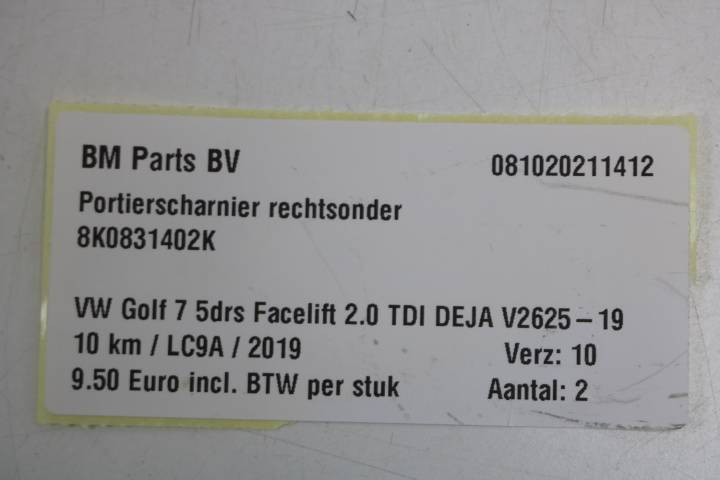 BM Parts BV 081020211412
Portierscharnier rechtsonder
8K0831402K
VW Golf 7 5drs Facelift 2.0 TDI DEJA V2625-19
10 km / LC9A / 2019 Verz: 10
9.50 Euro incl. BTW per stuk Aantal: 2